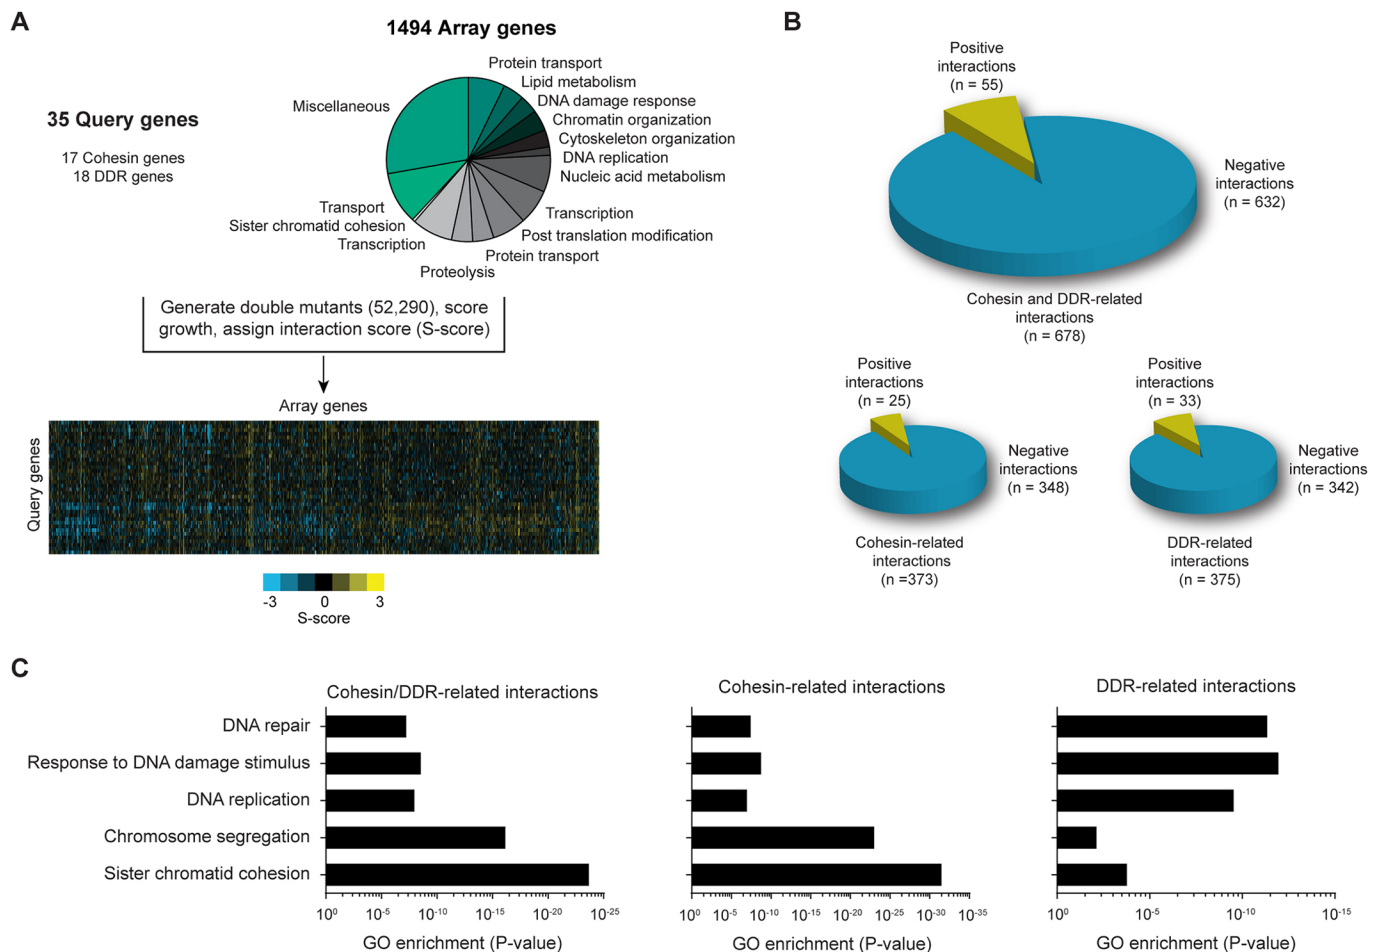 A
1494 Array genes
35 Query genes
17 Cohesin genes
18 DDR genes
Protein transport
Lipid metabolism
DNA damage response
Chromatin organization
Cytoskeleton organization
DNA replication
Nucleic acid metabolism
Transcription
Post translation modification
Protein transport
Proteolysis
Transcription
Sister chromatid cohesion
Transport
Miscellaneous
Generate double mutants (52,290), score
growth, assign interaction score (S-score)
Array genes
Query genes
-3 0 3
S-score
B
Positive
interactions
(n = 55)
Negative
interactions
(n = 632)
Cohesin and DDR-related
interactions
(n = 678)
Positive
interactions
(n = 25)
Negative
interactions
(n = 348)
Cohesin-related
interactions
(n =373)
Positive
interactions
(n = 33)
Negative
interactions
(n = 342)
DDR-related
interactions
(n = 375)
C
Cohesin/DDR-related interactions
DNA repair
Response to DNA damage stimulus
DNA replication
Chromosome segregation
Sister chromatid cohesion
10⁰ 10⁻⁵ 10⁻¹⁰ 10⁻¹⁵ 10⁻²⁰ 10⁻²⁵
GO enrichment (P-value)
Cohesin-related interactions
10⁰ 10⁻⁵ 10⁻¹⁰ 10⁻¹⁵ 10⁻²⁰ 10⁻²⁵ 10⁻³⁰ 10⁻³⁵
GO enrichment (P-value)
DDR-related interactions
10⁰ 10⁻⁵ 10⁻¹⁰ 10⁻¹⁵
GO enrichment (P-value)